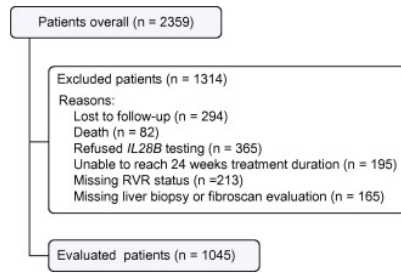 Patients overall (n = 2359)
Excluded patients (n = 1314)
Reasons:
Lost to follow-up (n = 294)
Death (n = 82)
Refused IL28B testing (n = 365)
Unable to reach 24 weeks treatment duration (n = 195)
Missing RVR status (n =213)
Missing liver biopsy or fibroscan evaluation (n = 165)
Evaluated patients (n = 1045)